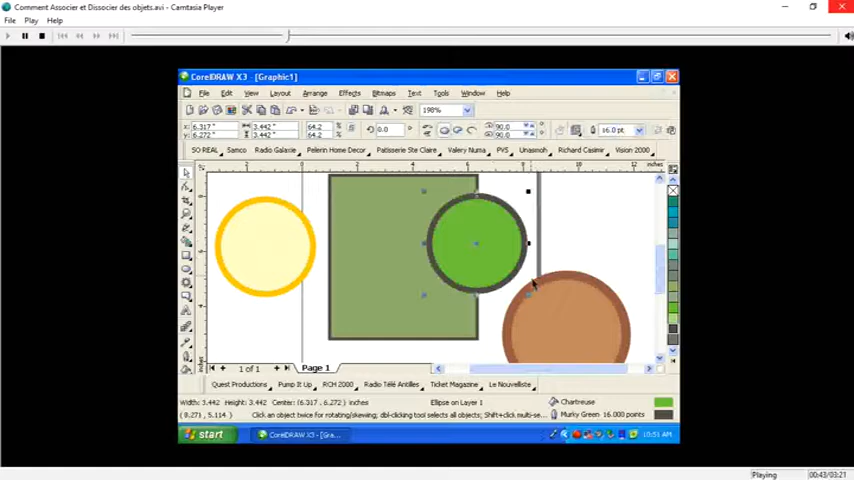 Comment Associer et Dissocier des objets.avi - Camtasia Player
File Play Help
CorelDRAW X3 - [Graphic1]
File Edit View Layout Arrange Effects Bitmaps Text Tools Window Help
198%
x: 6.317" 3.442" 64.2 0.0 90.0 16.0 pt
y: 6.272" 3.442" 64.2 90.0
SO REAL Samco Radio Galaxie Pelerin Home Decor Patisserie Ste Claire Valery Numa PVS Unasmoh Richard Casimir Vision 2000
0 2 4 6 8 10 12 inches
1 of 1 Page 1
Quest Productions Pump It Up RCH 2000 Radio Télé Antilles Ticket Magazine Le Nouvelliste
Width: 3.442 Height: 3.442 Center: (6.317, 6.272) inches Ellipse on Layer 1 Chartreuse
(8.271, 5.114) Click an object twice for rotating/skewing; dbl-clicking tool selects all objects; Shift+click multi-se... Murky Green 16.000 points
start CorelDRAW X3 - [Gra... 10:51 AM
Playing 00:43/03:21